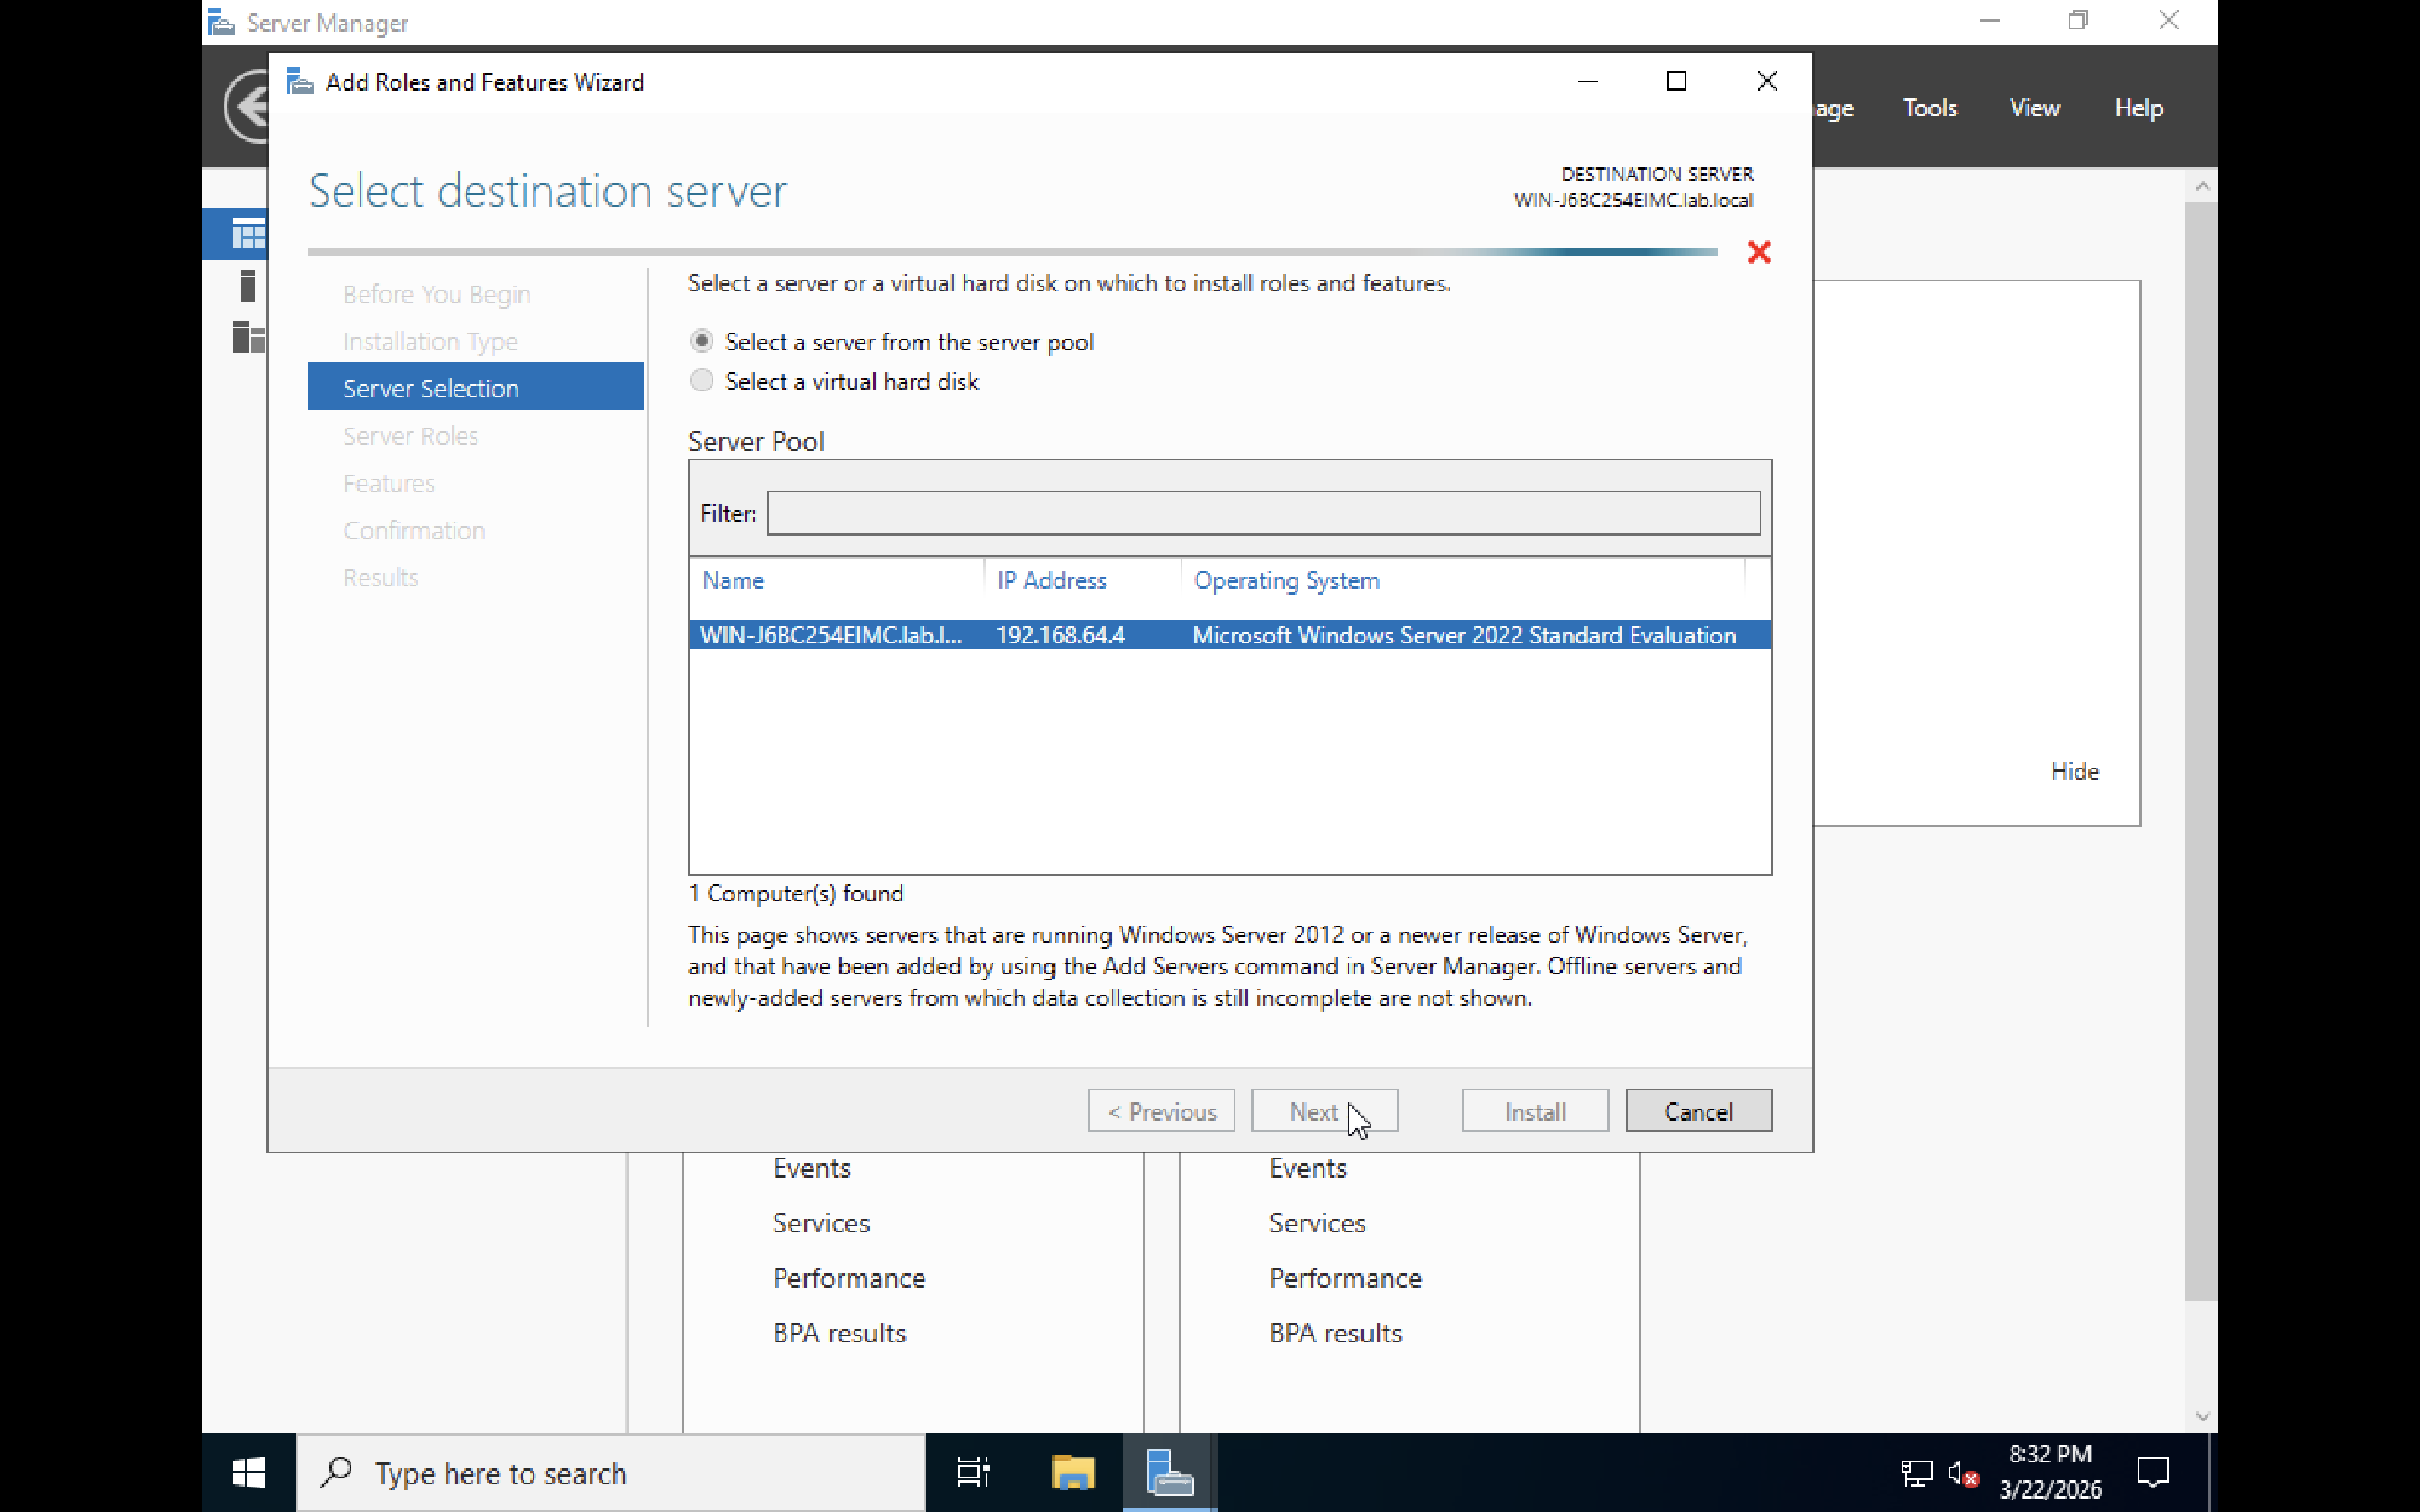 Server Manager
Add Roles and Features Wizard
age Tools View Help
Select destination server
DESTINATION SERVER
WIN-J6BC254EIMC.lab.local
Before You Begin
Installation Type
Server Selection
Server Roles
Features
Confirmation
Results
Select a server or a virtual hard disk on which to install roles and features.
Select a server from the server pool
Select a virtual hard disk
Server Pool
Filter:
Name IP Address Operating System
WIN-J6BC254EIMC.lab.l... 192.168.64.4 Microsoft Windows Server 2022 Standard Evaluation
1 Computer(s) found
This page shows servers that are running Windows Server 2012 or a newer release of Windows Server,
and that have been added by using the Add Servers command in Server Manager. Offline servers and
newly-added servers from which data collection is still incomplete are not shown.
< Previous Next Install Cancel
Hide
Events Events
Services Services
Performance Performance
BPA results BPA results
Type here to search
8:32 PM
3/22/2026